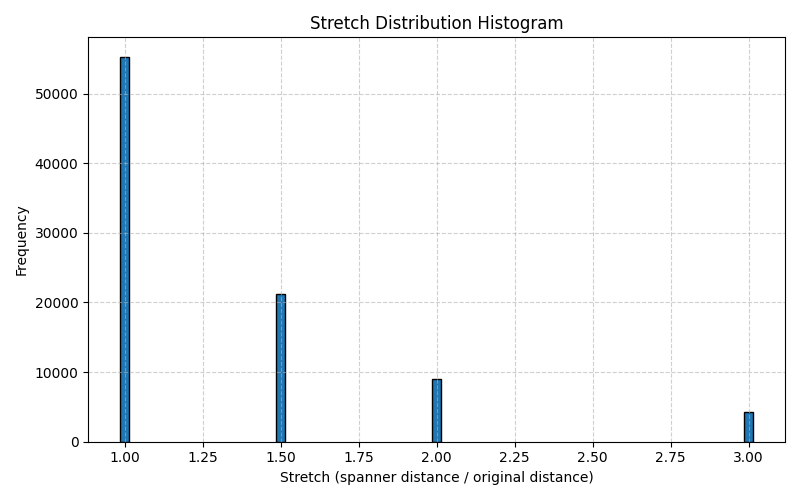 Stretch Distribution Histogram
Frequency
50000
40000
30000
20000
10000
0
1.00 1.25 1.50 1.75 2.00 2.25 2.50 2.75 3.00
Stretch (spanner distance / original distance)